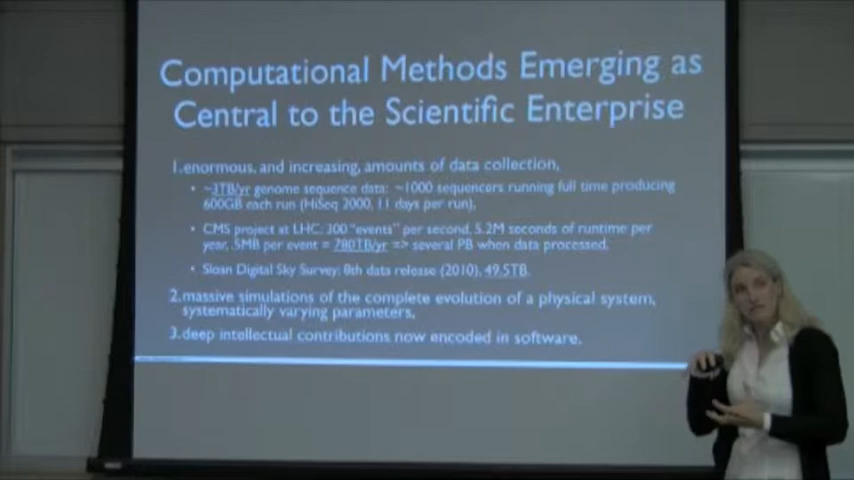 Computational Methods Emerging as
Central to the Scientific Enterprise
1.enormous, and increasing, amounts of data collection,
• ~3TB/yr genome sequence data: ~1000 sequencers running full time producing
600GB each run (HiSeq 2000, 11 days per run),
• CMS project at LHC: 300 "events" per second, 5.2M seconds of runtime per
year, .5MB per event = 780TB/yr => several PB when data processed,
• Sloan Digital Sky Survey: 8th data release (2010), 49.5TB.
2.massive simulations of the complete evolution of a physical system,
systematically varying parameters,
3.deep intellectual contributions now encoded in software.